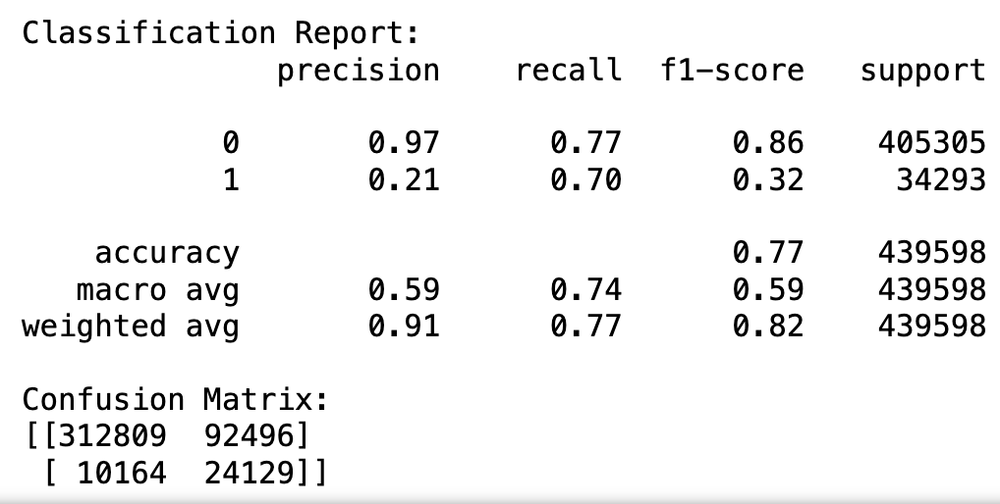 Classification Report:
precision recall f1-score support
0 0.97 0.77 0.86 405305
1 0.21 0.70 0.32 34293
accuracy 0.77 439598
macro avg 0.59 0.74 0.59 439598
weighted avg 0.91 0.77 0.82 439598
Confusion Matrix:
[[312809 92496]
[ 10164 24129]]